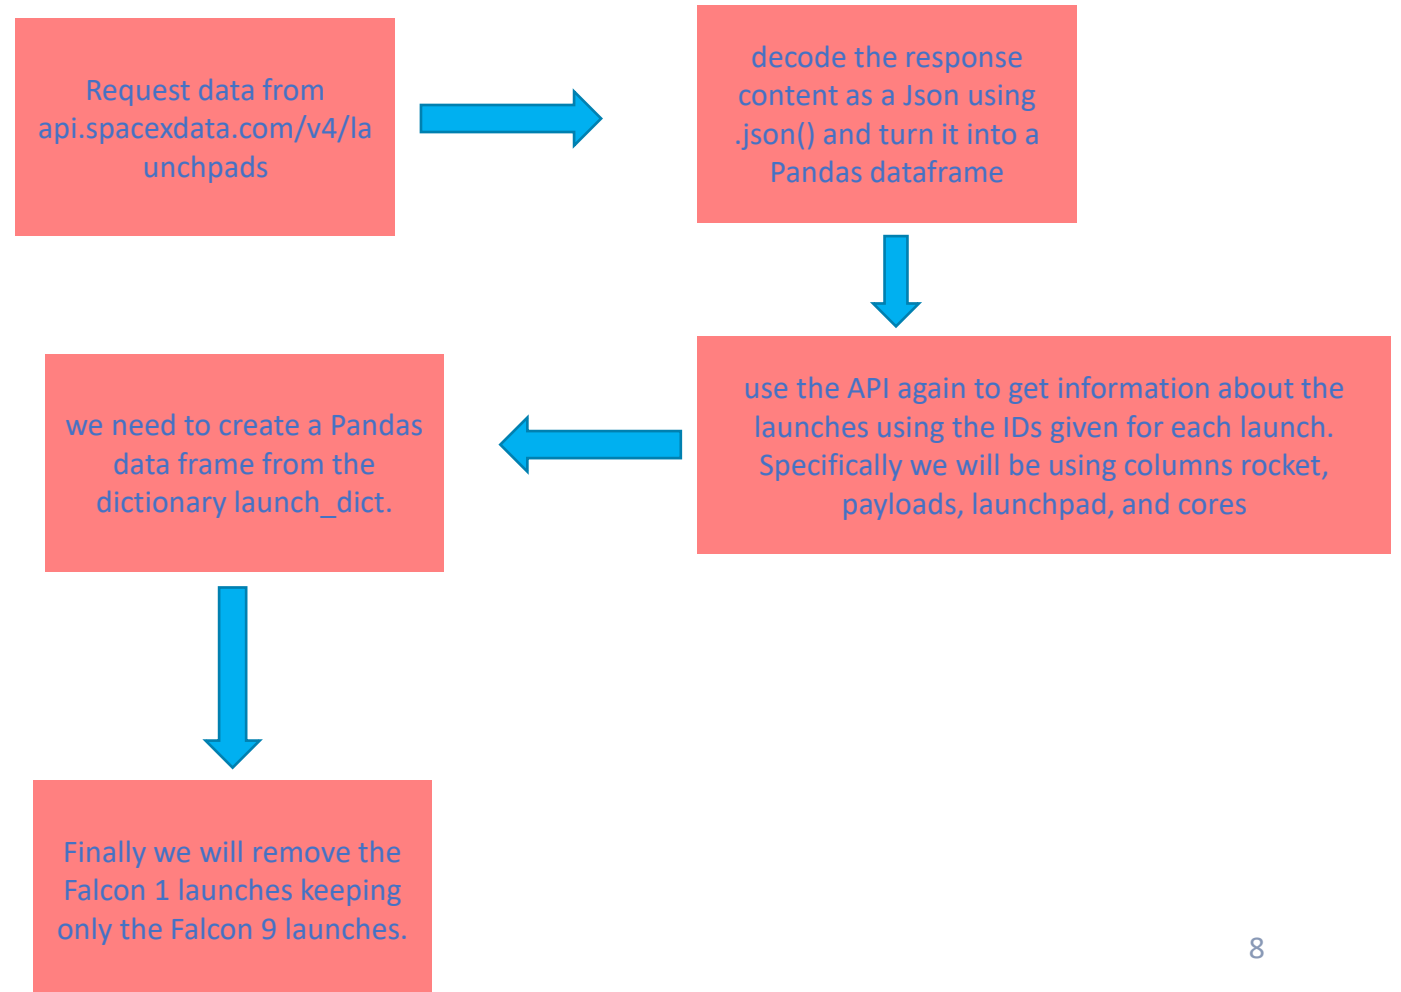 Request data from
api.spacexdata.com/v4/la
unchpads
decode the response
content as a Json using
.json() and turn it into a
Pandas dataframe
use the API again to get information about the
launches using the IDs given for each launch.
Specifically we will be using columns rocket,
payloads, launchpad, and cores
we need to create a Pandas
data frame from the
dictionary launch_dict.
Finally we will remove the
Falcon 1 launches keeping
only the Falcon 9 launches.
8